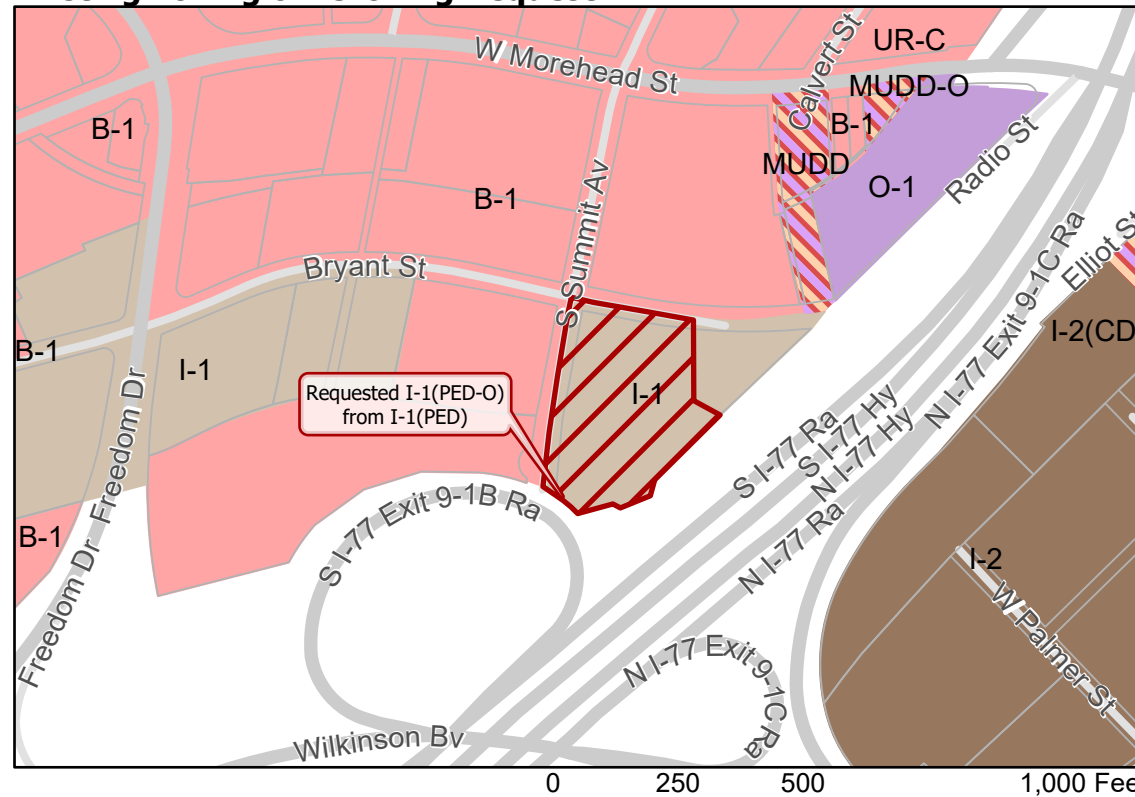 W Morehead St
Calvert St
UR-C
MUDD-O
B-1
B-1
MUDD
O-1
Radio St
B-1
S Summit Av
Bryant St
Elliot St
N I-77 Exit 9-1C Ra
I-2(CD
B-1
I-1
Requested I-1(PED-O)
from I-1(PED)
I-1
Freedom Dr
S I-77 Ra
S I-77 Hy
N I-77 Hy
N I-77 Ra
S I-77 Exit 9-1B Ra
B-1
Freedom Dr
I-2
W Palmer St
N I-77 Exit 9-1C Ra
Wilkinson Bv
0 250 500 1,000 Fee